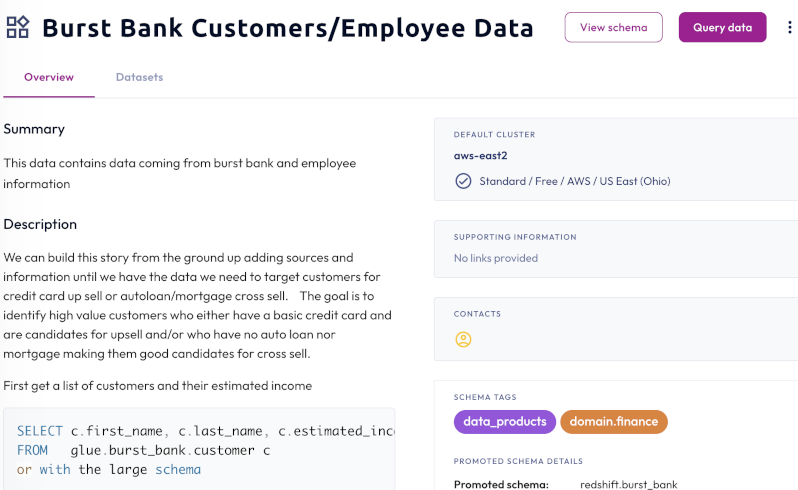 Burst Bank Customers/Employee Data
View schema
Query data
Overview
Datasets
Summary
This data contains data coming from burst bank and employee
information
Description
We can build this story from the ground up adding sources and
information until we have the data we need to target customers for
credit card up sell or autoloan/mortgage cross sell. The goal is to
identify high value customers who either have a basic credit card and
are candidates for upsell and/or who have no auto loan nor
mortgage making them good candidates for cross sell.
First get a list of customers and their estimated income
SELECT c.first_name, c.last_name, c.estimated_inc
FROM glue.burst_bank.customer c
or with the large schema
DEFAULT CLUSTER
aws-east2
Standard / Free / AWS / US East (Ohio)
SUPPORTING INFORMATION
No links provided
CONTACTS
SCHEMA TAGS
data_products
domain.finance
PROMOTED SCHEMA DETAILS
Promoted schema: redshift.burst_bank